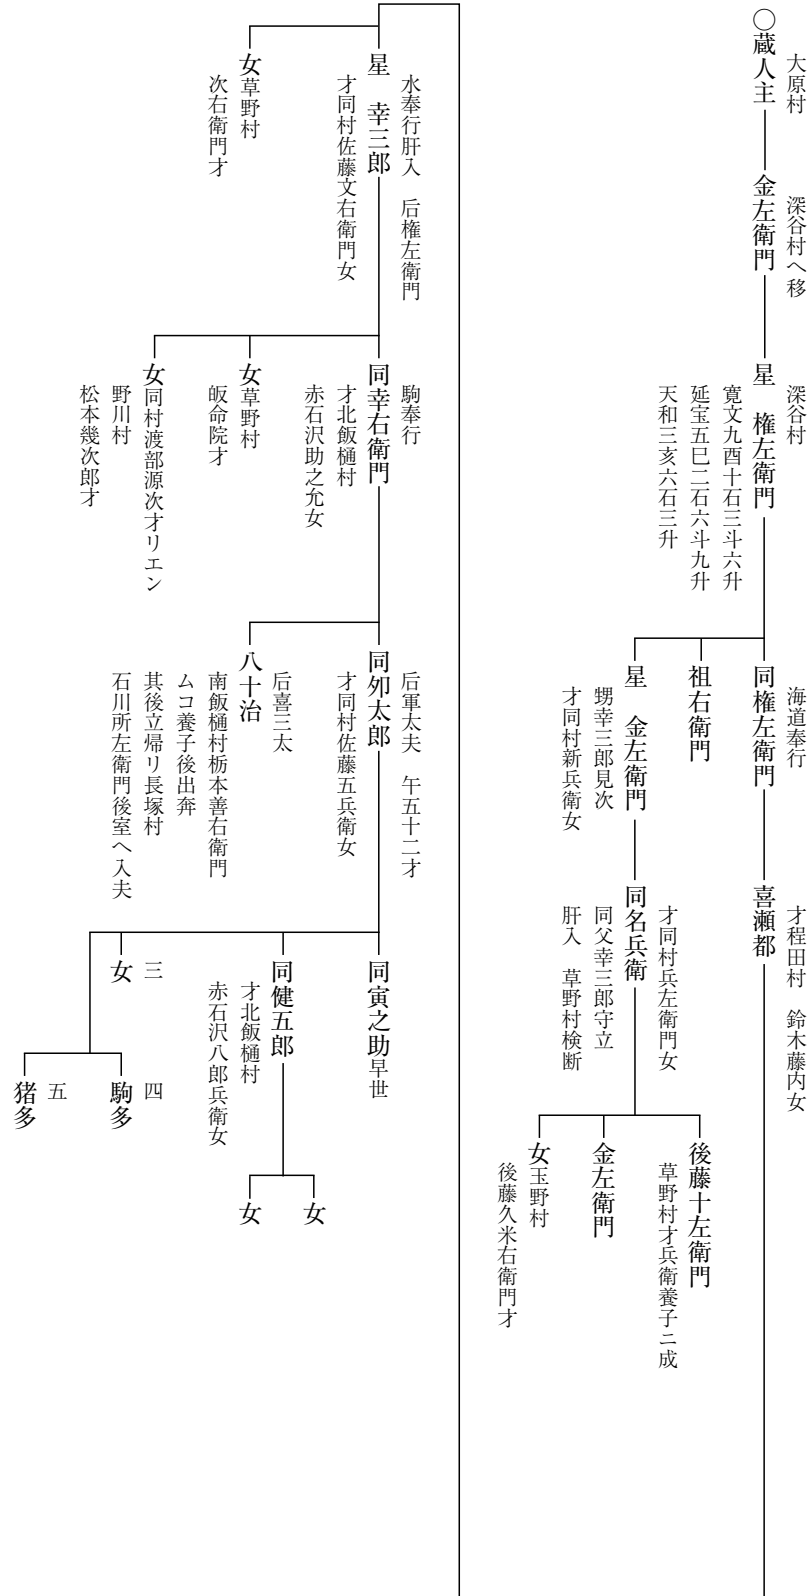 大原村
○蔵人主
深谷村へ移
金左衛門
深谷村
星　権左衛門
寛文九酉十石三斗六升
延宝五巳二石六斗九升
天和三亥六石三升
海道奉行
同権左衛門
才程田村　鈴木藤内女
喜瀬都
祖右衛門
星　金左衛門
甥幸三郎見次
才同村新兵衛女
才同村兵左衛門女
同名兵衛
同父幸三郎守立
肝入　草野村検断
後藤十左衛門
草野村才兵衛養子ニ成
金左衛門
女玉野村
後藤久米右衛門才
水奉行肝入　后権左衛門
星　幸三郎
才同村佐藤文右衛門女
女草野村
次右衛門才
駒奉行
同幸右衛門
才北飯樋村
赤石沢助之允女
女草野村
皈命院才
女同村渡部源次才リエン
野川村
松本幾次郎才
后軍太夫　午五十二才
同夘太郎
才同村佐藤五兵衛女
后喜三太
八十治
南飯樋村栃本善右衛門
ムコ養子後出奔
其後立帰リ長塚村
石川所左衛門後室へ入夫
同寅之助早世
同健五郎
才北飯樋村
赤石沢八郎兵衛女
女
女
三
女
四
駒多
五
猪多